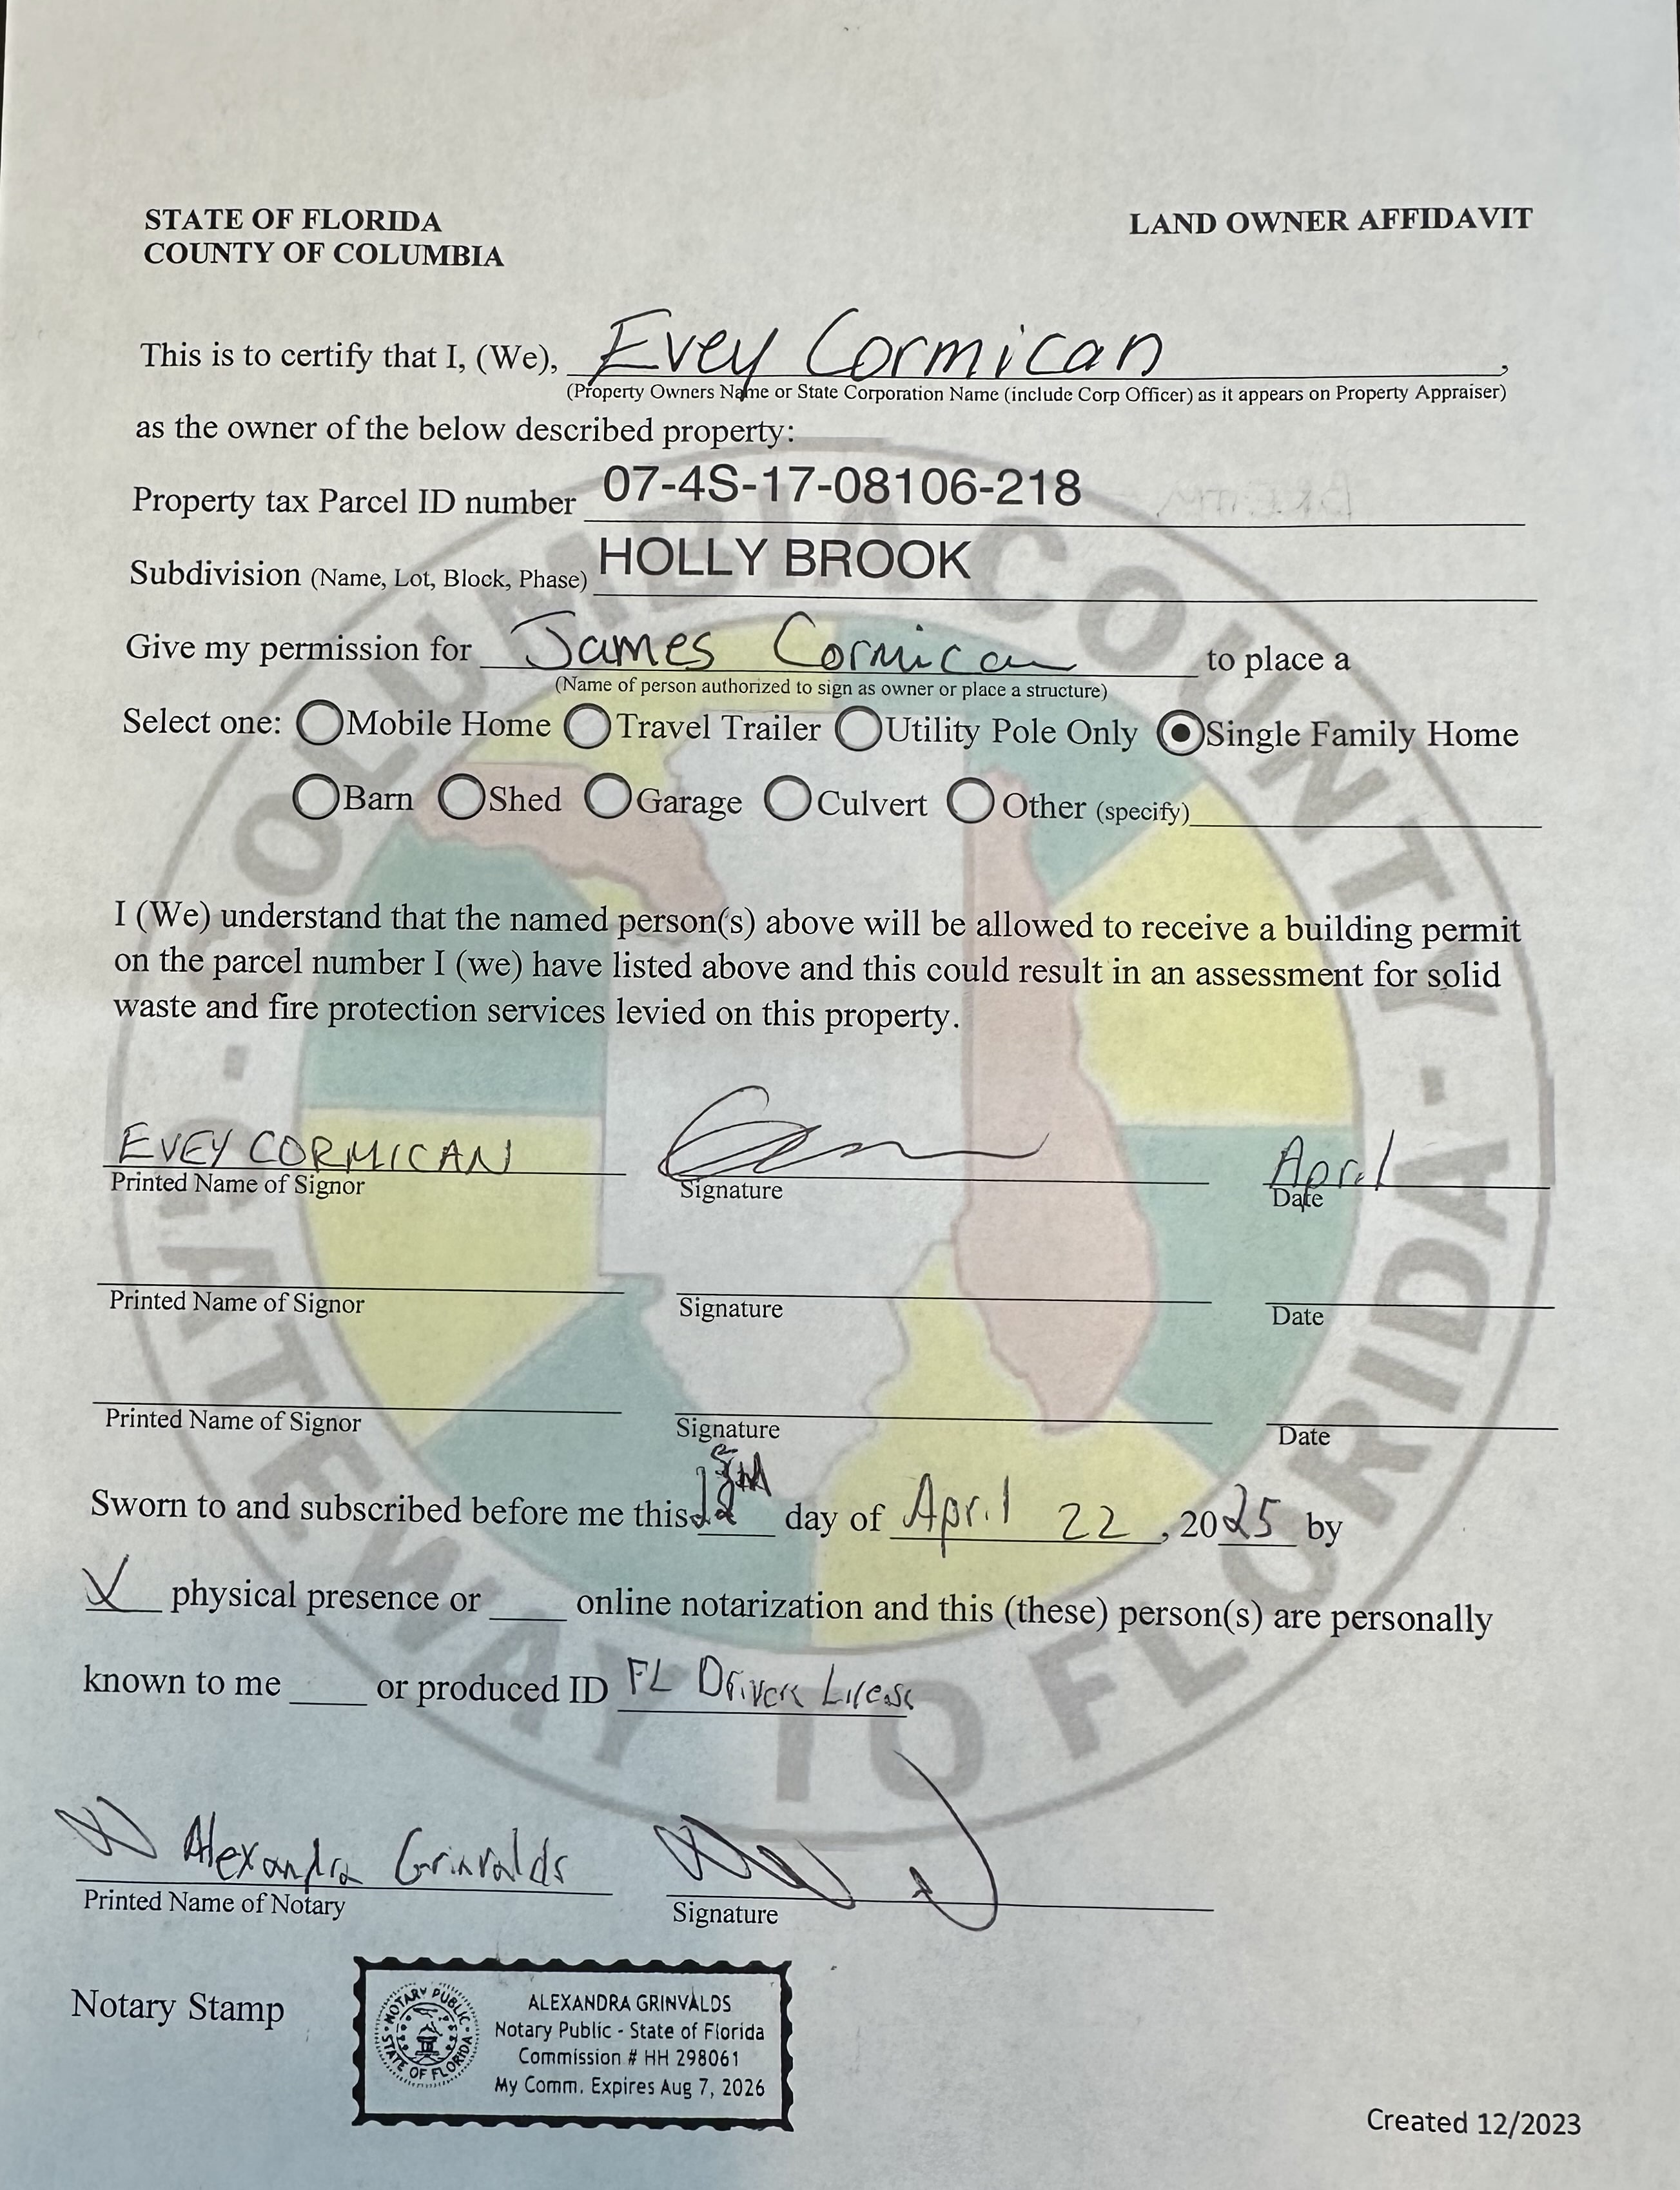 STATE OF FLORIDA
COUNTY OF COLUMBIA
LAND OWNER AFFIDAVIT
This is to certify that I, (We), Evey Cormican,
(Property Owners Name or State Corporation Name (include Corp Officer) as it appears on Property Appraiser)
as the owner of the below described property:
Property tax Parcel ID number 07-4S-17-08106-218
Subdivision (Name, Lot, Block, Phase) HOLLY BROOK
Give my permission for James Cormican to place a
(Name of person authorized to sign as owner or place a structure)
Select one: Mobile Home Travel Trailer Utility Pole Only Single Family Home
Barn Shed Garage Culvert Other (specify)
I (We) understand that the named person(s) above will be allowed to receive a building permit
on the parcel number I (we) have listed above and this could result in an assessment for solid
waste and fire protection services levied on this property.
EVEY CORMICAN April
Printed Name of Signor Signature Date
Printed Name of Signor Signature Date
Printed Name of Signor Signature Date
Sworn to and subscribed before me this day of April 22, 2025 by
physical presence or online notarization and this (these) person(s) are personally
known to me or produced ID FL Drivers License
Alexandra Grinvalds
Printed Name of Notary Signature
Notary Stamp
NOTARY PUBLIC
STATE OF FLORIDA
ALEXANDRA GRINVALDS
Notary Public - State of Florida
Commission # HH 298061
My Comm. Expires Aug 7, 2026
Created 12/2023
COLUMBIA COUNTY
GATEWAY TO FLORIDA